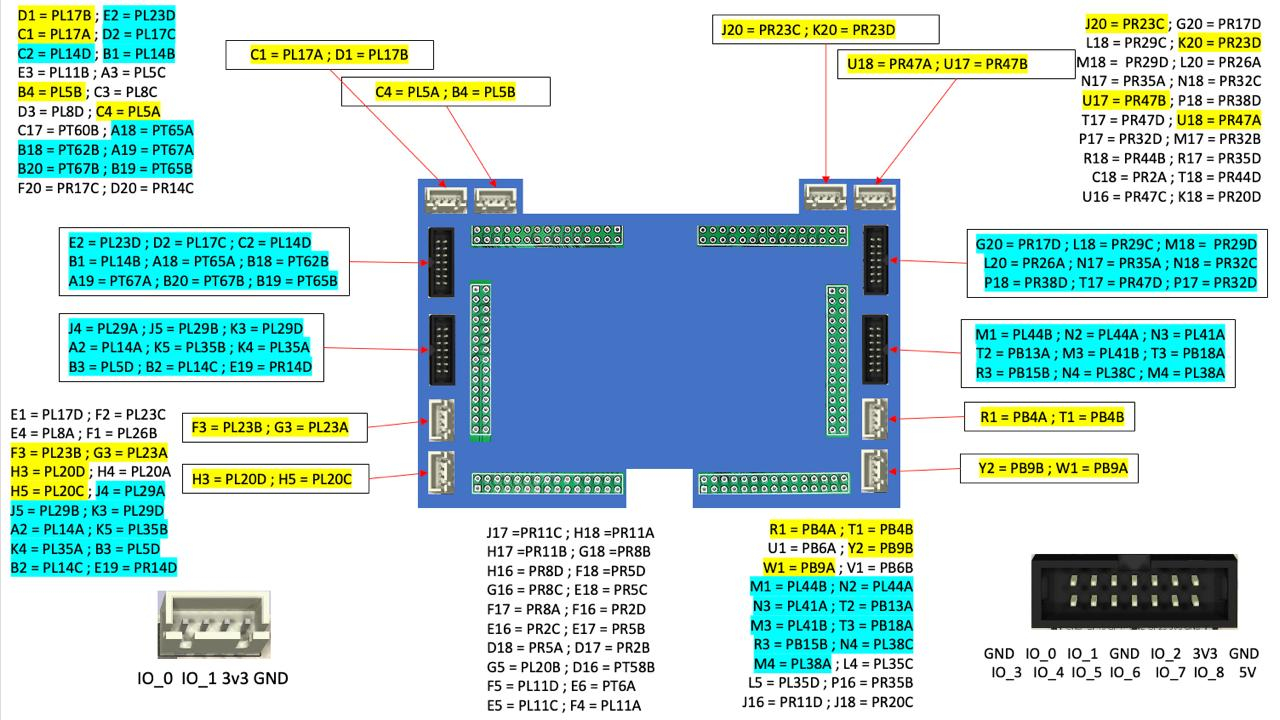 D1 = PL17B ; E2 = PL23D
C1 = PL17A ; D2 = PL17C
C2 = PL14D ; B1 = PL14B
E3 = PL11B ; A3 = PL5C
B4 = PL5B ; C3 = PL8C
D3 = PL8D ; C4 = PL5A
C17 = PT60B ; A18 = PT65A
B18 = PT62B ; A19 = PT67A
B20 = PT67B ; B19 = PT65B
F20 = PR17C ; D20 = PR14C
C1 = PL17A ; D1 = PL17B
C4 = PL5A ; B4 = PL5B
J20 = PR23C ; K20 = PR23D
U18 = PR47A ; U17 = PR47B
J20 = PR23C ; G20 = PR17D
L18 = PR29C ; K20 = PR23D
M18 = PR29D ; L20 = PR26A
N17 = PR35A ; N18 = PR32C
U17 = PR47B ; P18 = PR38D
T17 = PR47D ; U18 = PR47A
P17 = PR32D ; M17 = PR32B
R18 = PR44B ; R17 = PR35D
C18 = PR2A ; T18 = PR44D
U16 = PR47C ; K18 = PR20D
E2 = PL23D ; D2 = PL17C ; C2 = PL14D
B1 = PL14B ; A18 = PT65A ; B18 = PT62B
A19 = PT67A ; B20 = PT67B ; B19 = PT65B
G20 = PR17D ; L18 = PR29C ; M18 = PR29D
L20 = PR26A ; N17 = PR35A ; N18 = PR32C
P18 = PR38D ; T17 = PR47D ; P17 = PR32D
J4 = PL29A ; J5 = PL29B ; K3 = PL29D
A2 = PL14A ; K5 = PL35B ; K4 = PL35A
B3 = PL5D ; B2 = PL14C ; E19 = PR14D
M1 = PL44B ; N2 = PL44A ; N3 = PL41A
T2 = PB13A ; M3 = PL41B ; T3 = PB18A
R3 = PB15B ; N4 = PL38C ; M4 = PL38A
E1 = PL17D ; F2 = PL23C
E4 = PL8A ; F1 = PL26B
F3 = PL23B ; G3 = PL23A
H3 = PL20D ; H4 = PL20A
H5 = PL20C ; J4 = PL29A
J5 = PL29B ; K3 = PL29D
A2 = PL14A ; K5 = PL35B
K4 = PL35A ; B3 = PL5D
B2 = PL14C ; E19 = PR14D
F3 = PL23B ; G3 = PL23A
H3 = PL20D ; H5 = PL20C
R1 = PB4A ; T1 = PB4B
Y2 = PB9B ; W1 = PB9A
J17 =PR11C ; H18 =PR11A
H17 =PR11B ; G18 =PR8B
H16 = PR8D ; F18 =PR5D
G16 = PR8C ; E18 = PR5C
F17 = PR8A ; F16 = PR2D
E16 = PR2C ; E17 = PR5B
D18 = PR5A ; D17 = PR2B
G5 = PL20B ; D16 = PT58B
F5 = PL11D ; E6 = PT6A
E5 = PL11C ; F4 = PL11A
R1 = PB4A ; T1 = PB4B
U1 = PB6A ; Y2 = PB9B
W1 = PB9A ; V1 = PB6B
M1 = PL44B ; N2 = PL44A
N3 = PL41A ; T2 = PB13A
M3 = PL41B ; T3 = PB18A
R3 = PB15B ; N4 = PL38C
M4 = PL38A ; L4 = PL35C
L5 = PL35D ; P16 = PR35B
J16 = PR11D ; J18 = PR20C
IO_0 IO_1 3v3 GND
GND IO_0 IO_1 GND IO_2 3V3 GND
IO_3 IO_4 IO_5 IO_6 IO_7 IO_8 5V